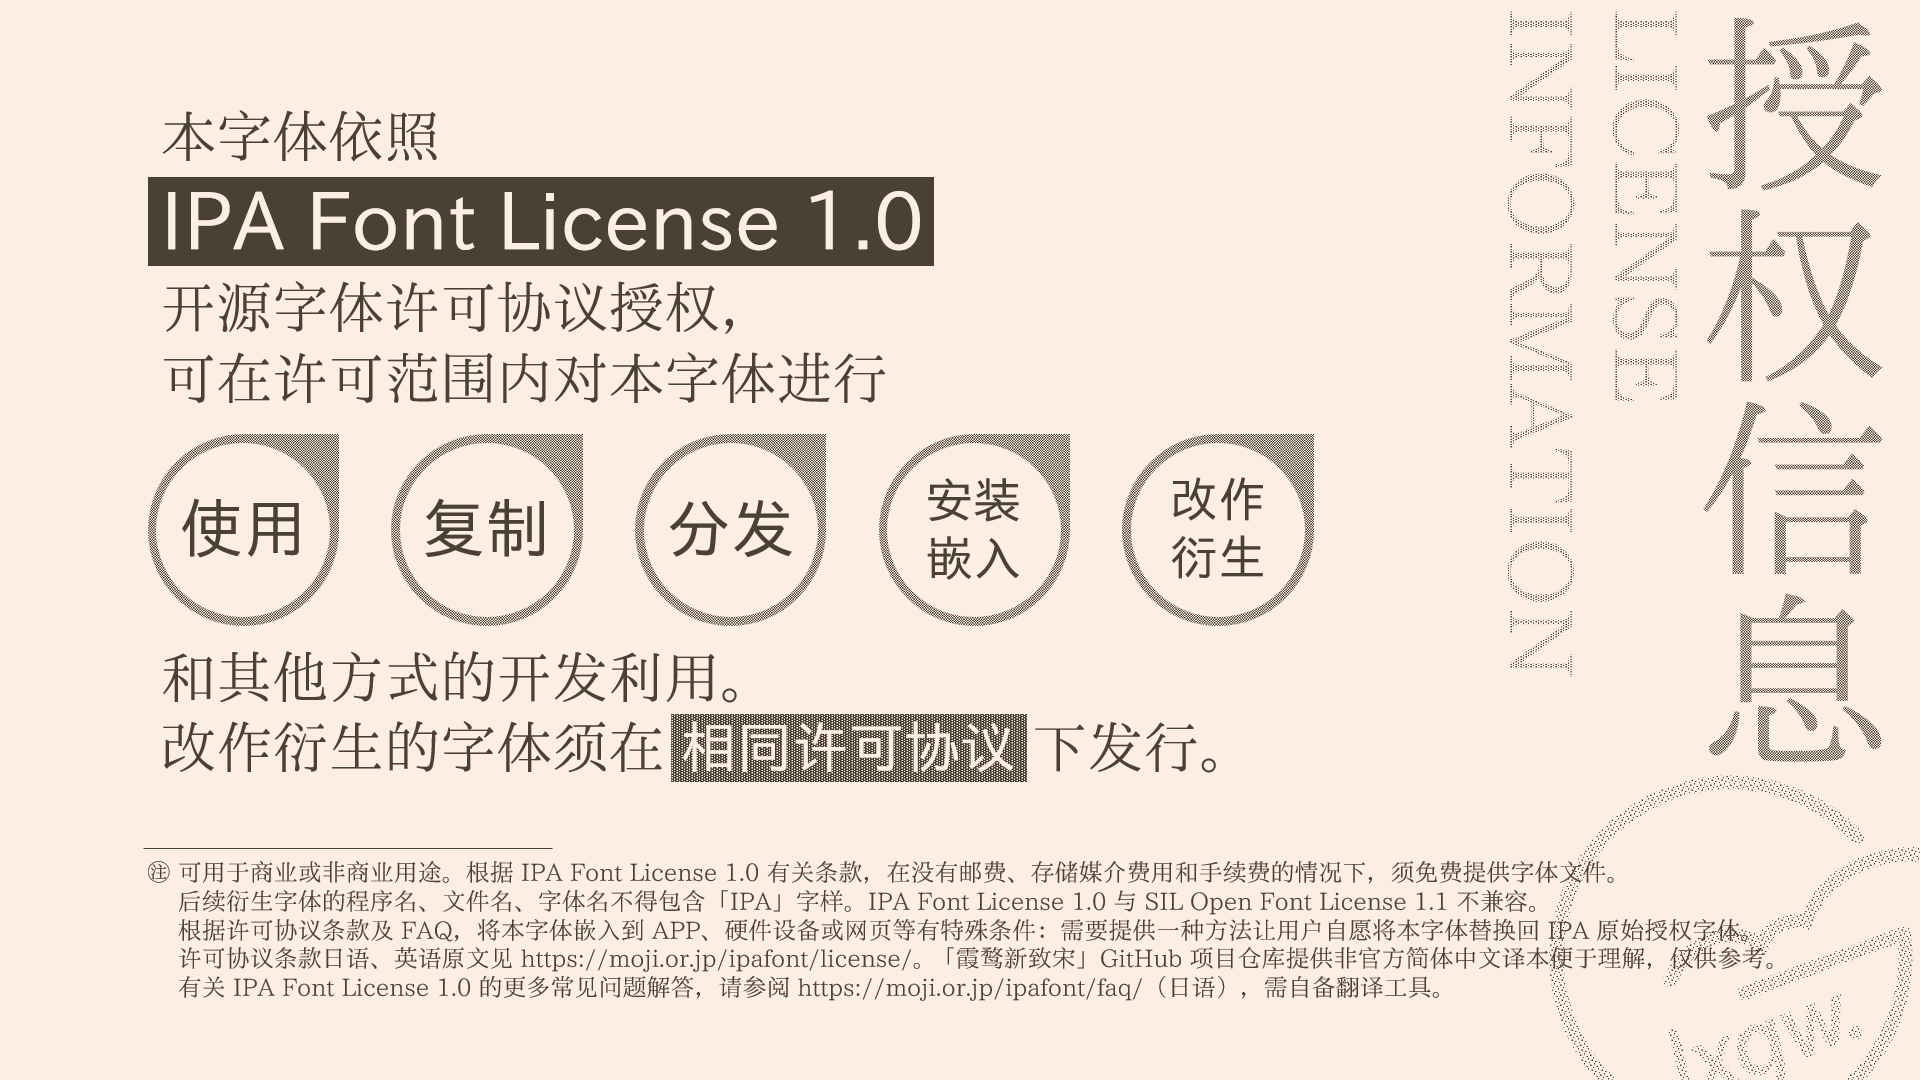 授权信息
LICENSE
INFORMATION
本字体依照
IPA Font License 1.0
开源字体许可协议授权，
可在许可范围内对本字体进行
使用
复制
分发
安装
嵌入
改作
衍生
和其他方式的开发利用。
改作衍生的字体须在 相同许可协议 下发行。
㊟ 可用于商业或非商业用途。根据 IPA Font License 1.0 有关条款，在没有邮费、存储媒介费用和手续费的情况下，须免费提供字体文件。
后续衍生字体的程序名、文件名、字体名不得包含「IPA」字样。IPA Font License 1.0 与 SIL Open Font License 1.1 不兼容。
根据许可协议条款及 FAQ，将本字体嵌入到 APP、硬件设备或网页等有特殊条件：需要提供一种方法让用户自愿将本字体替换回 IPA 原始授权字体。
许可协议条款日语、英语原文见 https://moji.or.jp/ipafont/license/。「霞鹜新致宋」GitHub 项目仓库提供非官方简体中文译本便于理解，仅供参考。
有关 IPA Font License 1.0 的更多常见问题解答，请参阅 https://moji.or.jp/ipafont/faq/（日语），需自备翻译工具。
lxgw.